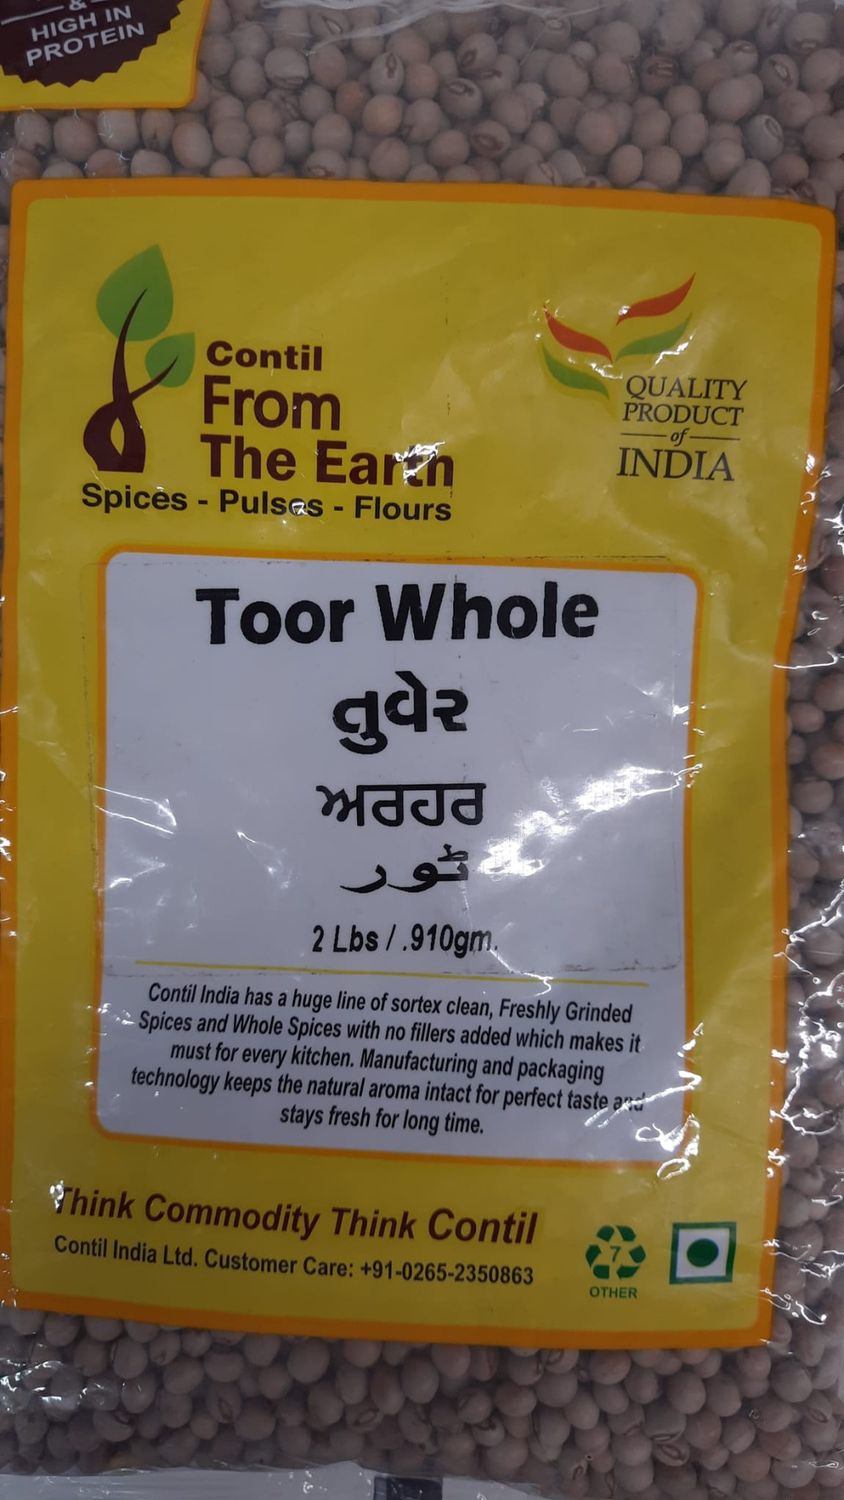 &
HIGH IN
PROTEIN
Contil
From
The Earth
Spices - Pulses - Flours
QUALITY
PRODUCT
of
INDIA
Toor Whole
તુવેર
ਅਰਹਰ
ٹور
2 Lbs / .910gm.
Contil India has a huge line of sortex clean, Freshly Grinded
Spices and Whole Spices with no fillers added which makes it
must for every kitchen. Manufacturing and packaging
technology keeps the natural aroma intact for perfect taste and
stays fresh for long time.
Think Commodity Think Contil
Contil India Ltd. Customer Care: +91-0265-2350863
7
OTHER